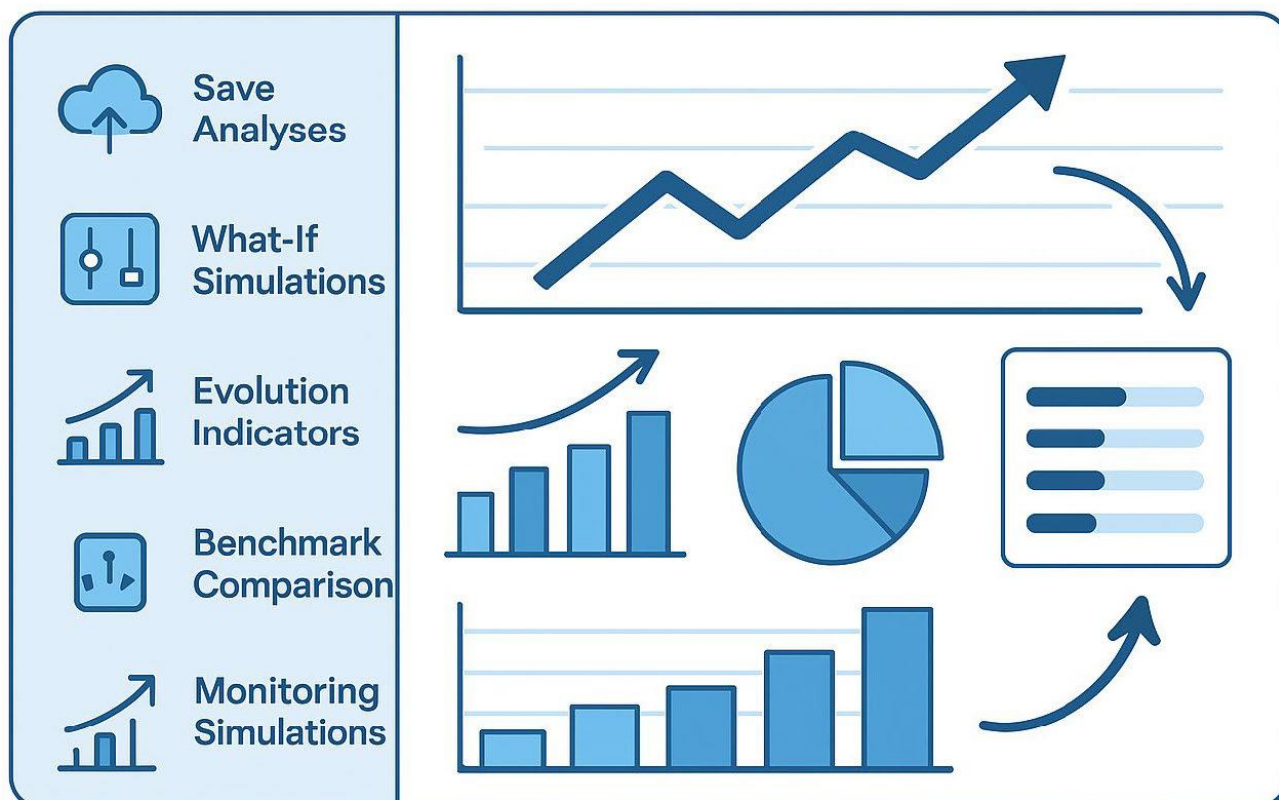 Save
Analyses
What-If
Simulations
Evolution
Indicators
Benchmark
Comparison
Monitoring
Simulations